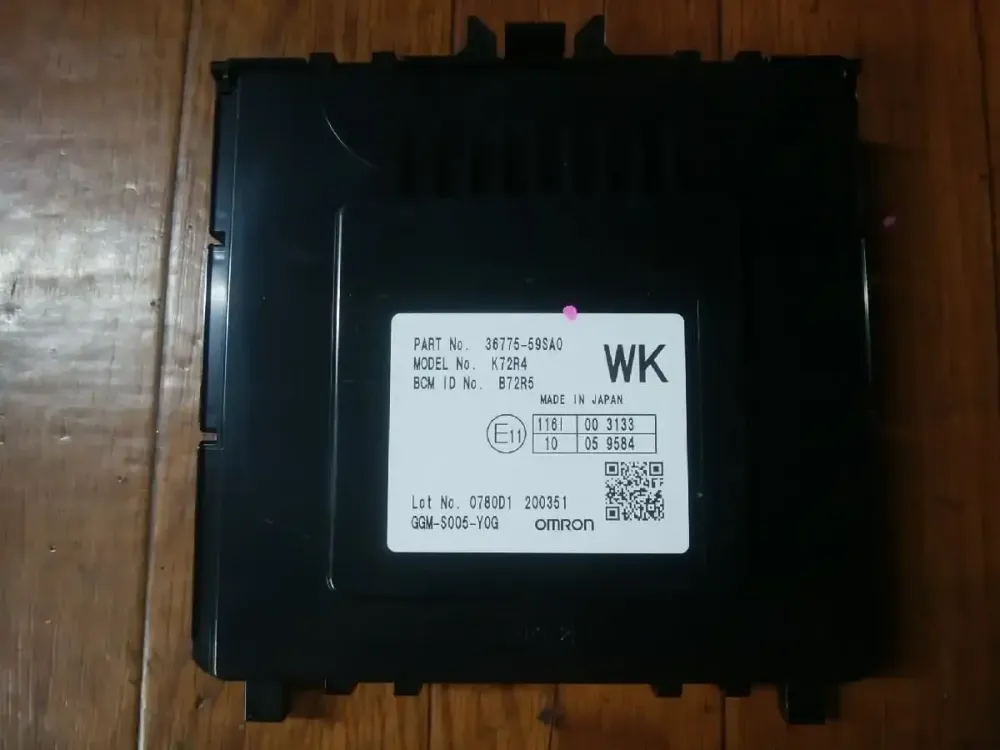 PART No. 36775-59SA0
MODEL No. K72R4
BCM ID No. B72R5
WK
MADE IN JAPAN
E11
116I 00 3133
10 05 9584
Lot No. 0780D1 200351
GGM-S005-Y0G OMRON